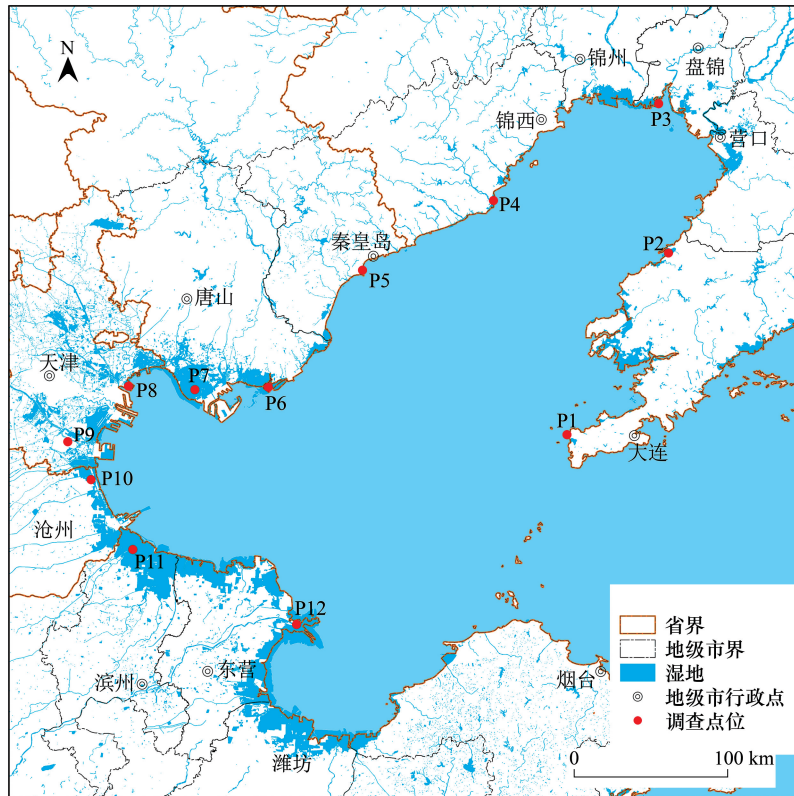 N
锦州
盘锦
锦西
P3
营口
P4
P2
秦皇岛
P5
唐山
天津
P8
P7
P6
P1
大连
P9
P10
沧州
P11
P12
省界
地级市界
湿地
地级市行政点
调查点位
烟台
东营
滨州
潍坊
0
100 km